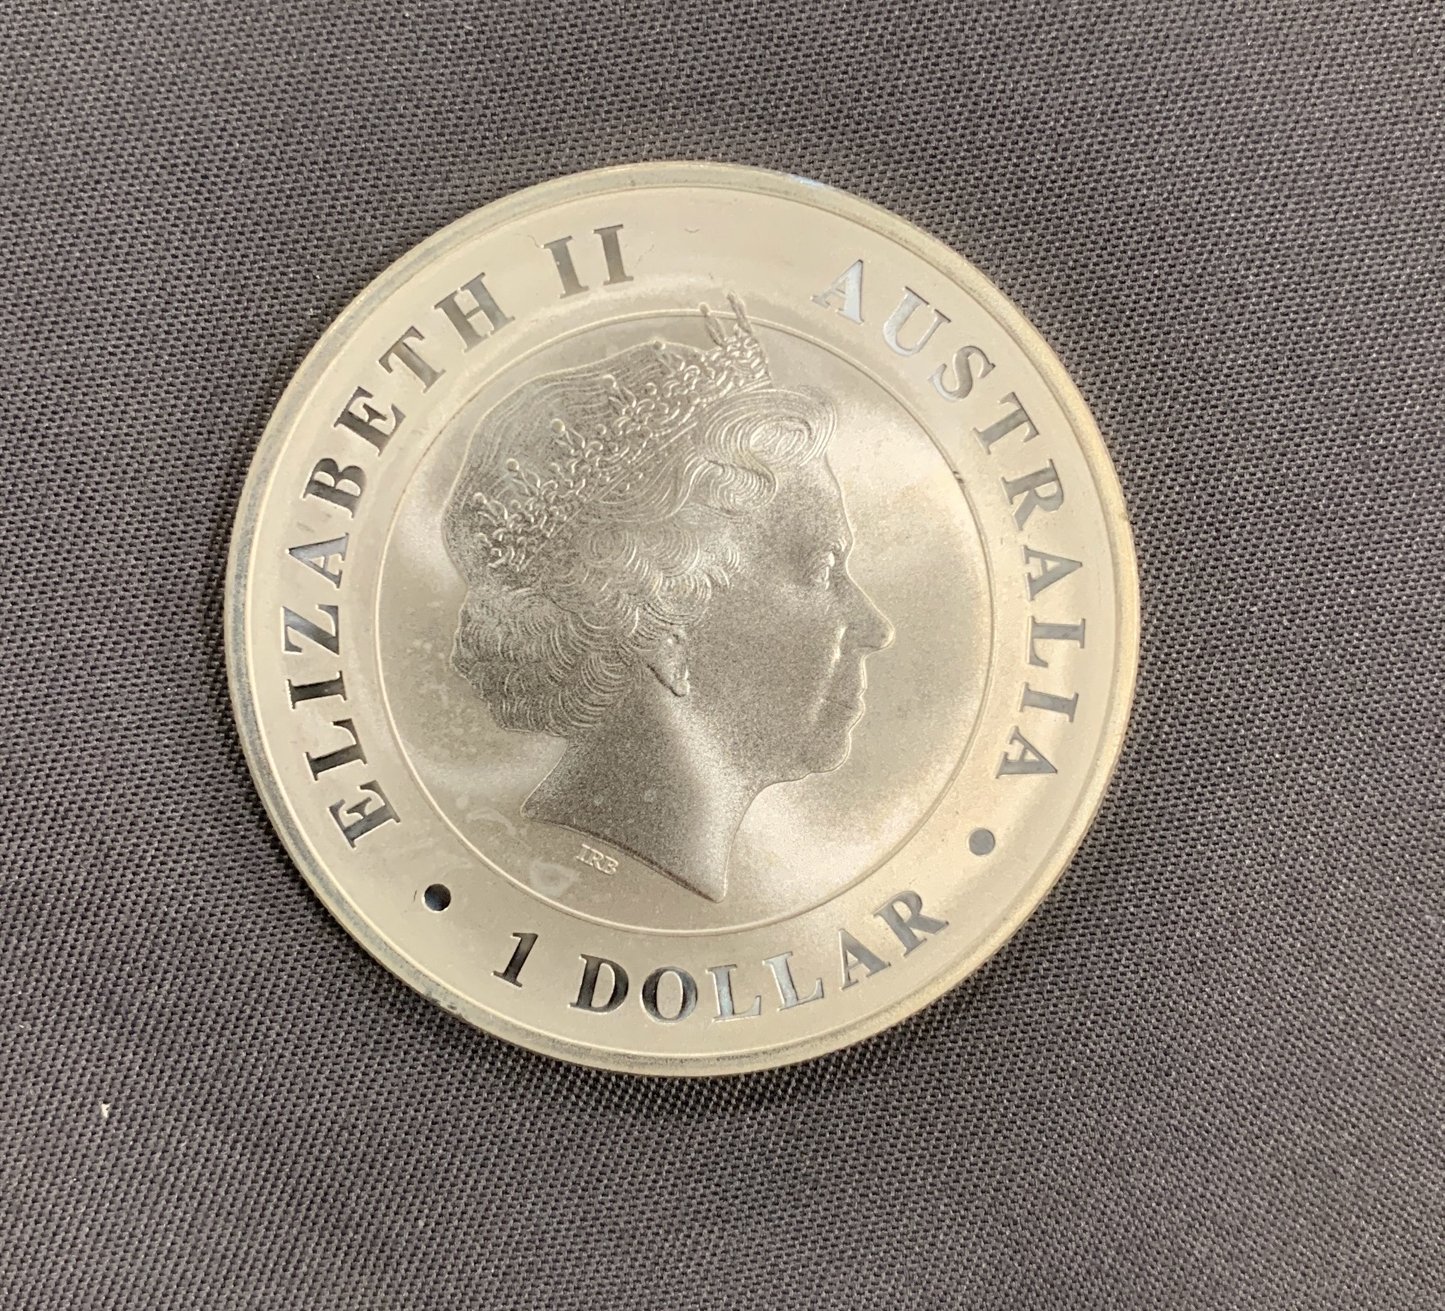 ELIZABETH II AUSTRALIA
• 1 DOLLAR •
IRB